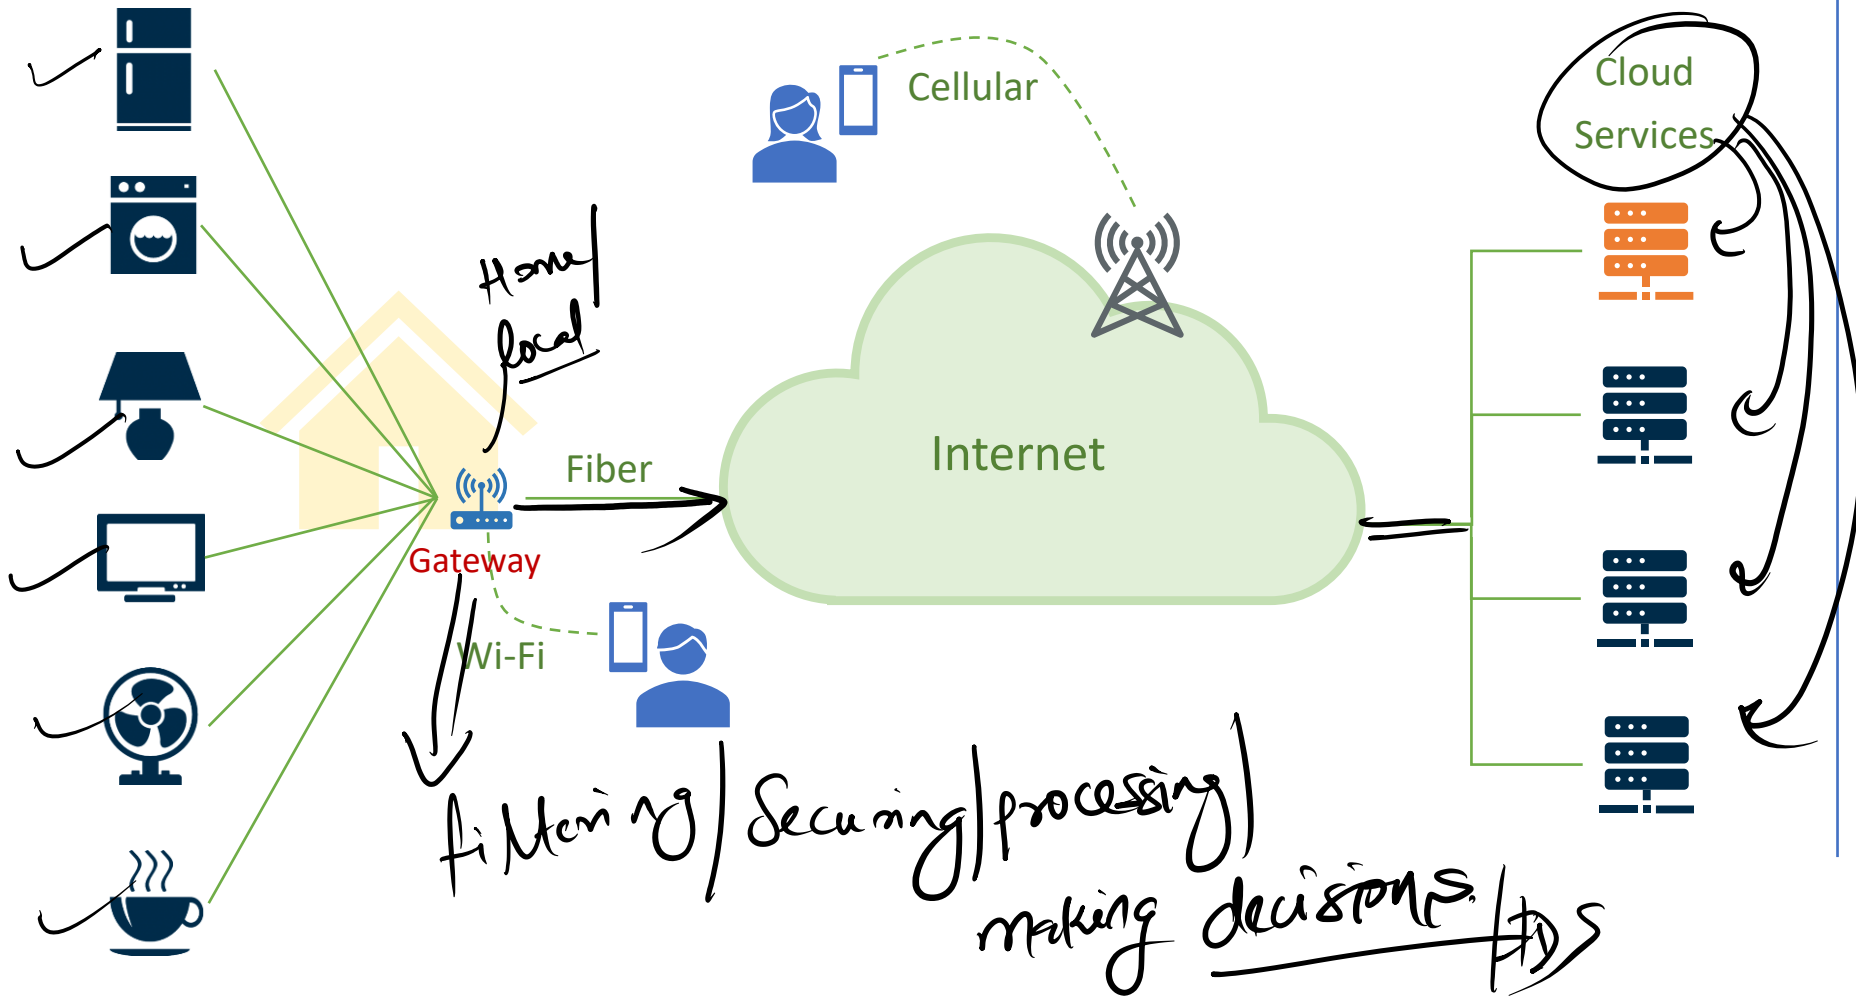 Cellular
Cloud
Services
Home/
local
Internet
Fiber
Gateway
Wi-Fi
filtering/Securing/processing/
making decisions./IDS